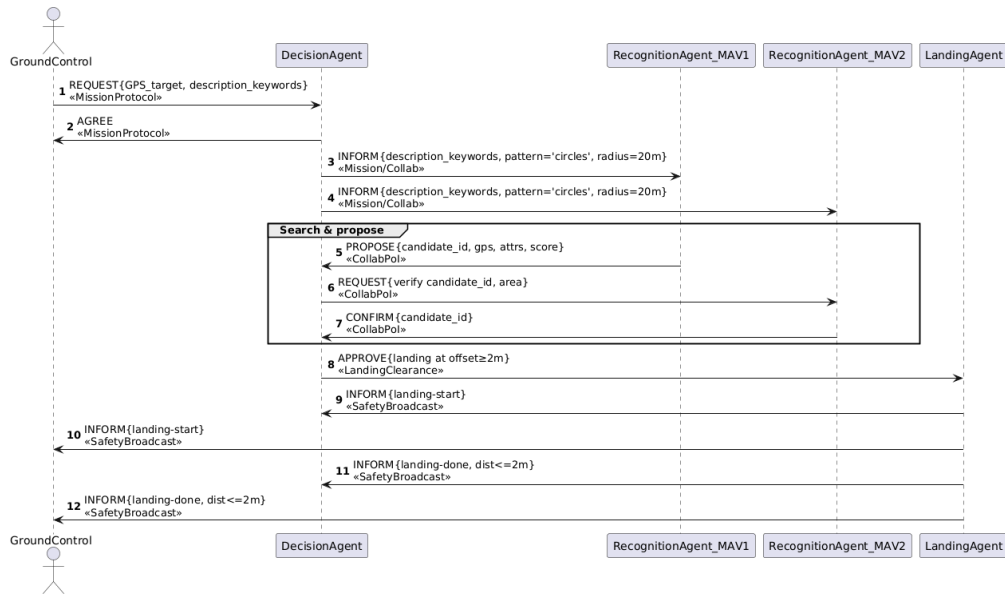 GroundControl
DecisionAgent
RecognitionAgent_MAV1
RecognitionAgent_MAV2
LandingAgent
1 REQUEST{GPS_target, description_keywords}
«MissionProtocol»
2 AGREE
«MissionProtocol»
3 INFORM{description_keywords, pattern='circles', radius=20m}
«Mission/Collab»
4 INFORM{description_keywords, pattern='circles', radius=20m}
«Mission/Collab»
Search & propose
5 PROPOSE{candidate_id, gps, attrs, score}
«CollabPol»
6 REQUEST{verify candidate_id, area}
«CollabPol»
7 CONFIRM{candidate_id}
«CollabPol»
8 APPROVE{landing at offset≥2m}
«LandingClearance»
9 INFORM{landing-start}
«SafetyBroadcast»
10 INFORM{landing-start}
«SafetyBroadcast»
11 INFORM{landing-done, dist<=2m}
«SafetyBroadcast»
12 INFORM{landing-done, dist<=2m}
«SafetyBroadcast»
GroundControl
DecisionAgent
RecognitionAgent_MAV1
RecognitionAgent_MAV2
LandingAgent